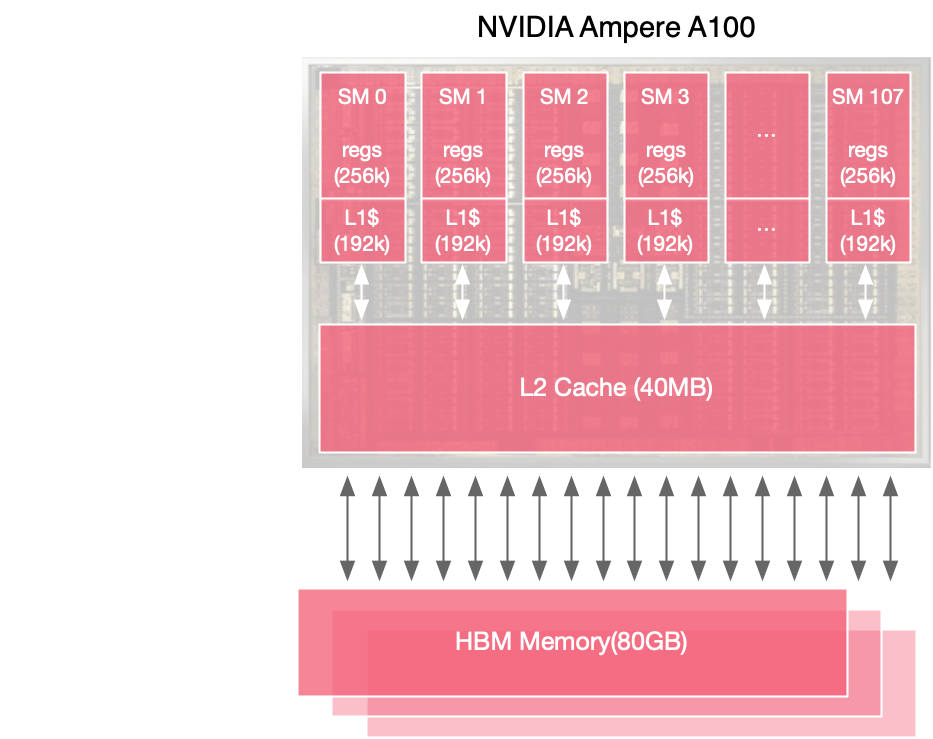 NVIDIA Ampere A100
SM 0
regs
(256k)
L1$
(192k)
SM 1
regs
(256k)
L1$
(192k)
SM 2
regs
(256k)
L1$
(192k)
SM 3
regs
(256k)
L1$
(192k)
...
...
SM 107
regs
(256k)
L1$
(192k)
L2 Cache (40MB)
HBM Memory(80GB)